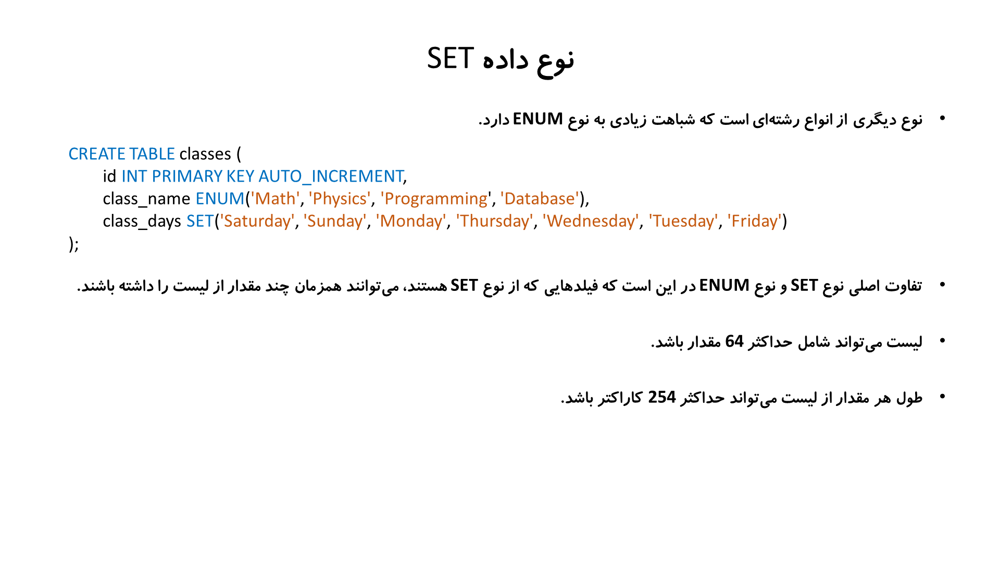 نوع داده SET
• نوع دیگری از انواع رشته‌ای است که شباهت زیادی به نوع ENUM دارد.
CREATE TABLE classes (
id INT PRIMARY KEY AUTO_INCREMENT,
class_name ENUM('Math', 'Physics', 'Programming', 'Database'),
class_days SET('Saturday', 'Sunday', 'Monday', 'Thursday', 'Wednesday', 'Tuesday', 'Friday')
);
• تفاوت اصلی نوع SET و نوع ENUM در این است که فیلدهایی که از نوع SET هستند، می‌توانند همزمان چند مقدار از لیست را داشته باشند.
• لیست می‌تواند شامل حداکثر 64 مقدار باشد.
• طول هر مقدار از لیست می‌تواند حداکثر 254 کاراکتر باشد.